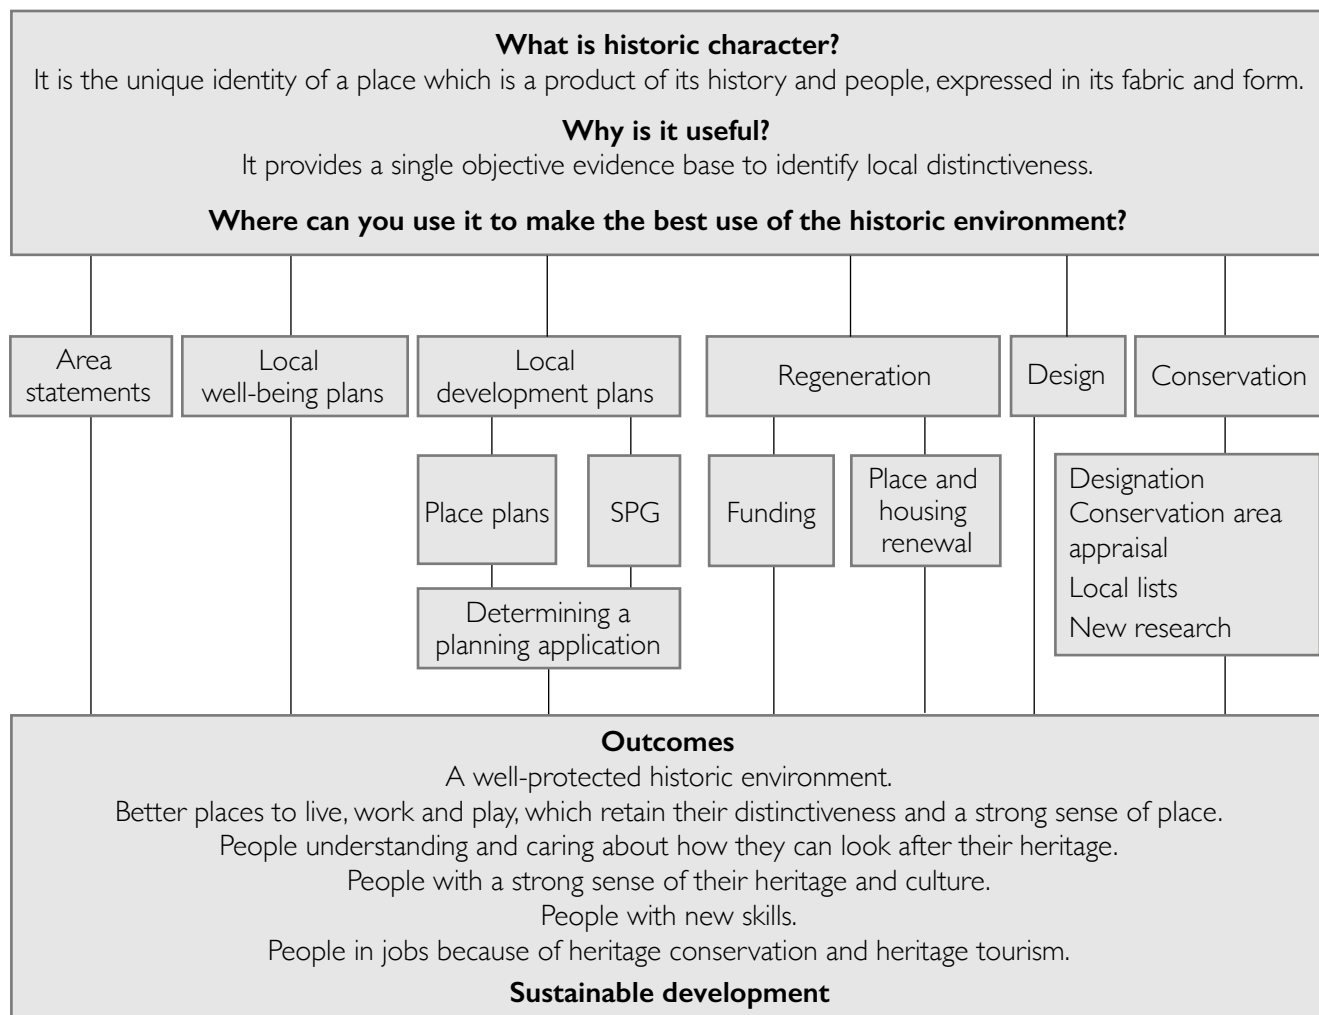 What is historic character?
It is the unique identity of a place which is a product of its history and people, expressed in its fabric and form.
Why is it useful?
It provides a single objective evidence base to identify local distinctiveness.
Where can you use it to make the best use of the historic environment?
Area
statements
Local
well-being plans
Local
development plans
Regeneration
Design
Conservation
Place plans
SPG
Funding
Place and
housing
renewal
Designation
Conservation area
appraisal
Local lists
New research
Determining a
planning application
Outcomes
A well-protected historic environment.
Better places to live, work and play, which retain their distinctiveness and a strong sense of place.
People understanding and caring about how they can look after their heritage.
People with a strong sense of their heritage and culture.
People with new skills.
People in jobs because of heritage conservation and heritage tourism.
Sustainable development